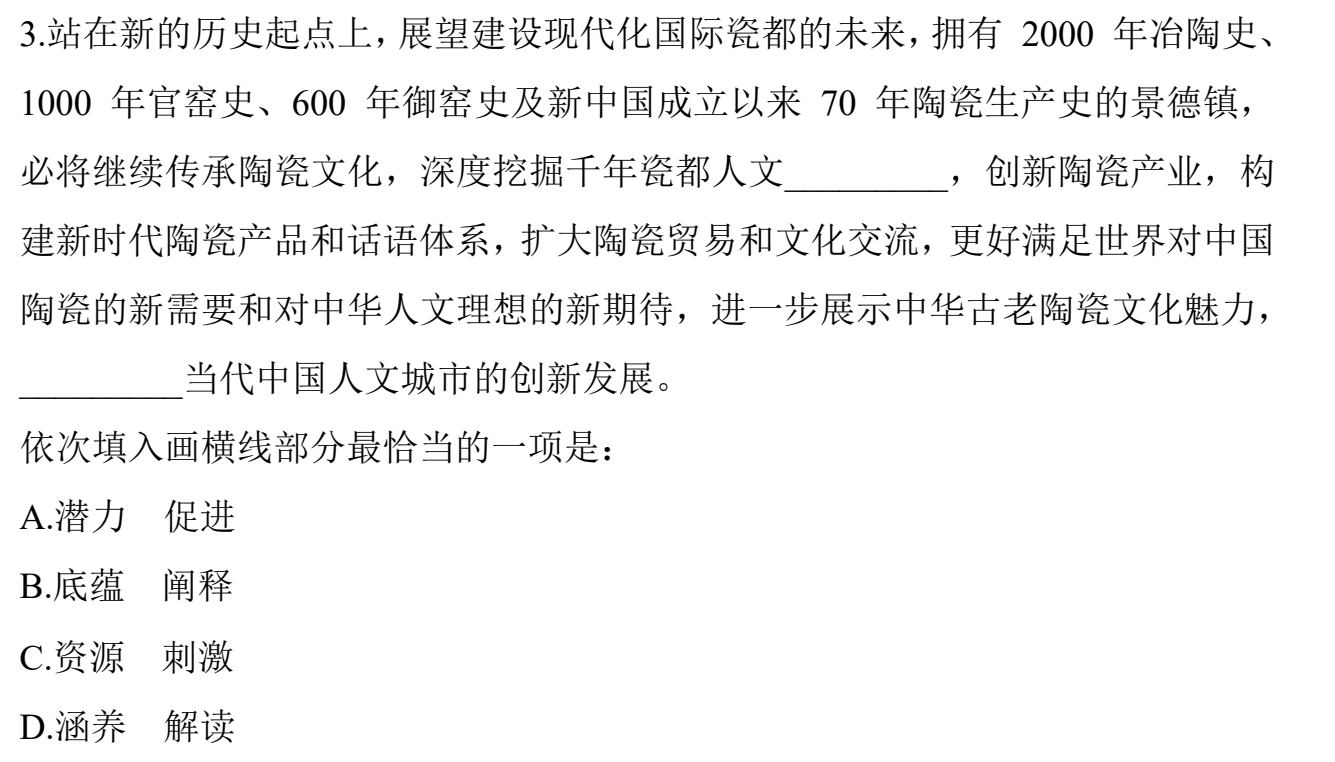 3.站在新的历史起点上，展望建设现代化国际瓷都的未来，拥有 2000 年冶陶史、
1000 年官窑史、600 年御窑史及新中国成立以来 70 年陶瓷生产史的景德镇，
必将继续传承陶瓷文化，深度挖掘千年瓷都人文_________，创新陶瓷产业，构
建新时代陶瓷产品和话语体系，扩大陶瓷贸易和文化交流，更好满足世界对中国
陶瓷的新需要和对中华人文理想的新期待，进一步展示中华古老陶瓷文化魅力，
_________当代中国人文城市的创新发展。
依次填入画横线部分最恰当的一项是：
A.潜力 促进
B.底蕴 阐释
C.资源 刺激
D.涵养 解读